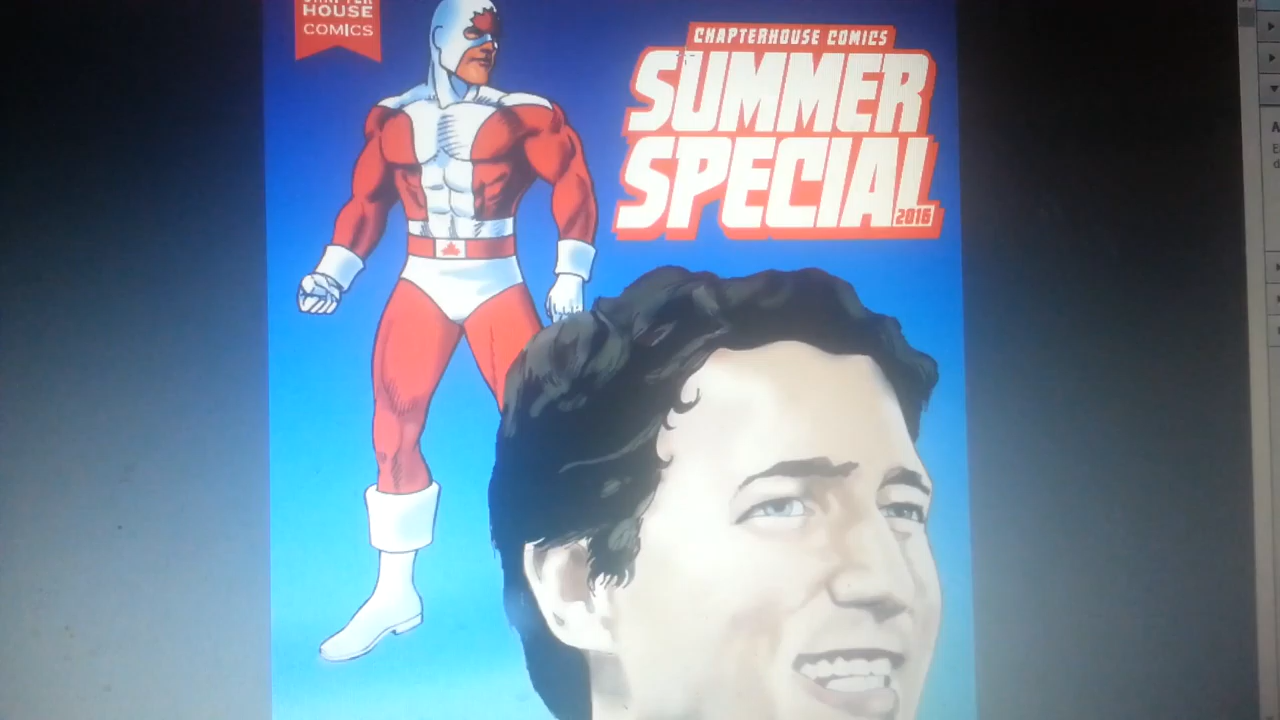 HOUSE
COMICS
CHAPTERHOUSE COMICS
SUMMER
SPECIAL
2016